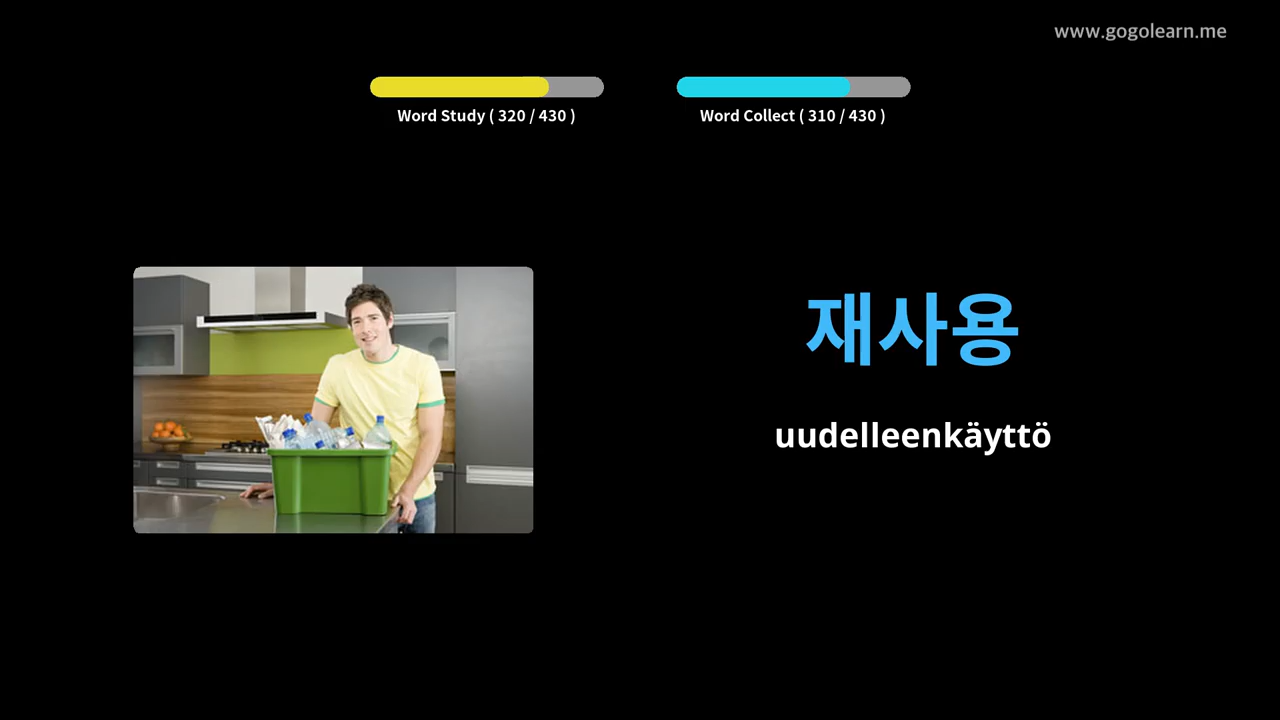 www.gogolearn.me
Word Study ( 320 / 430 )
Word Collect ( 310 / 430 )
재사용
uudelleenkäyttö